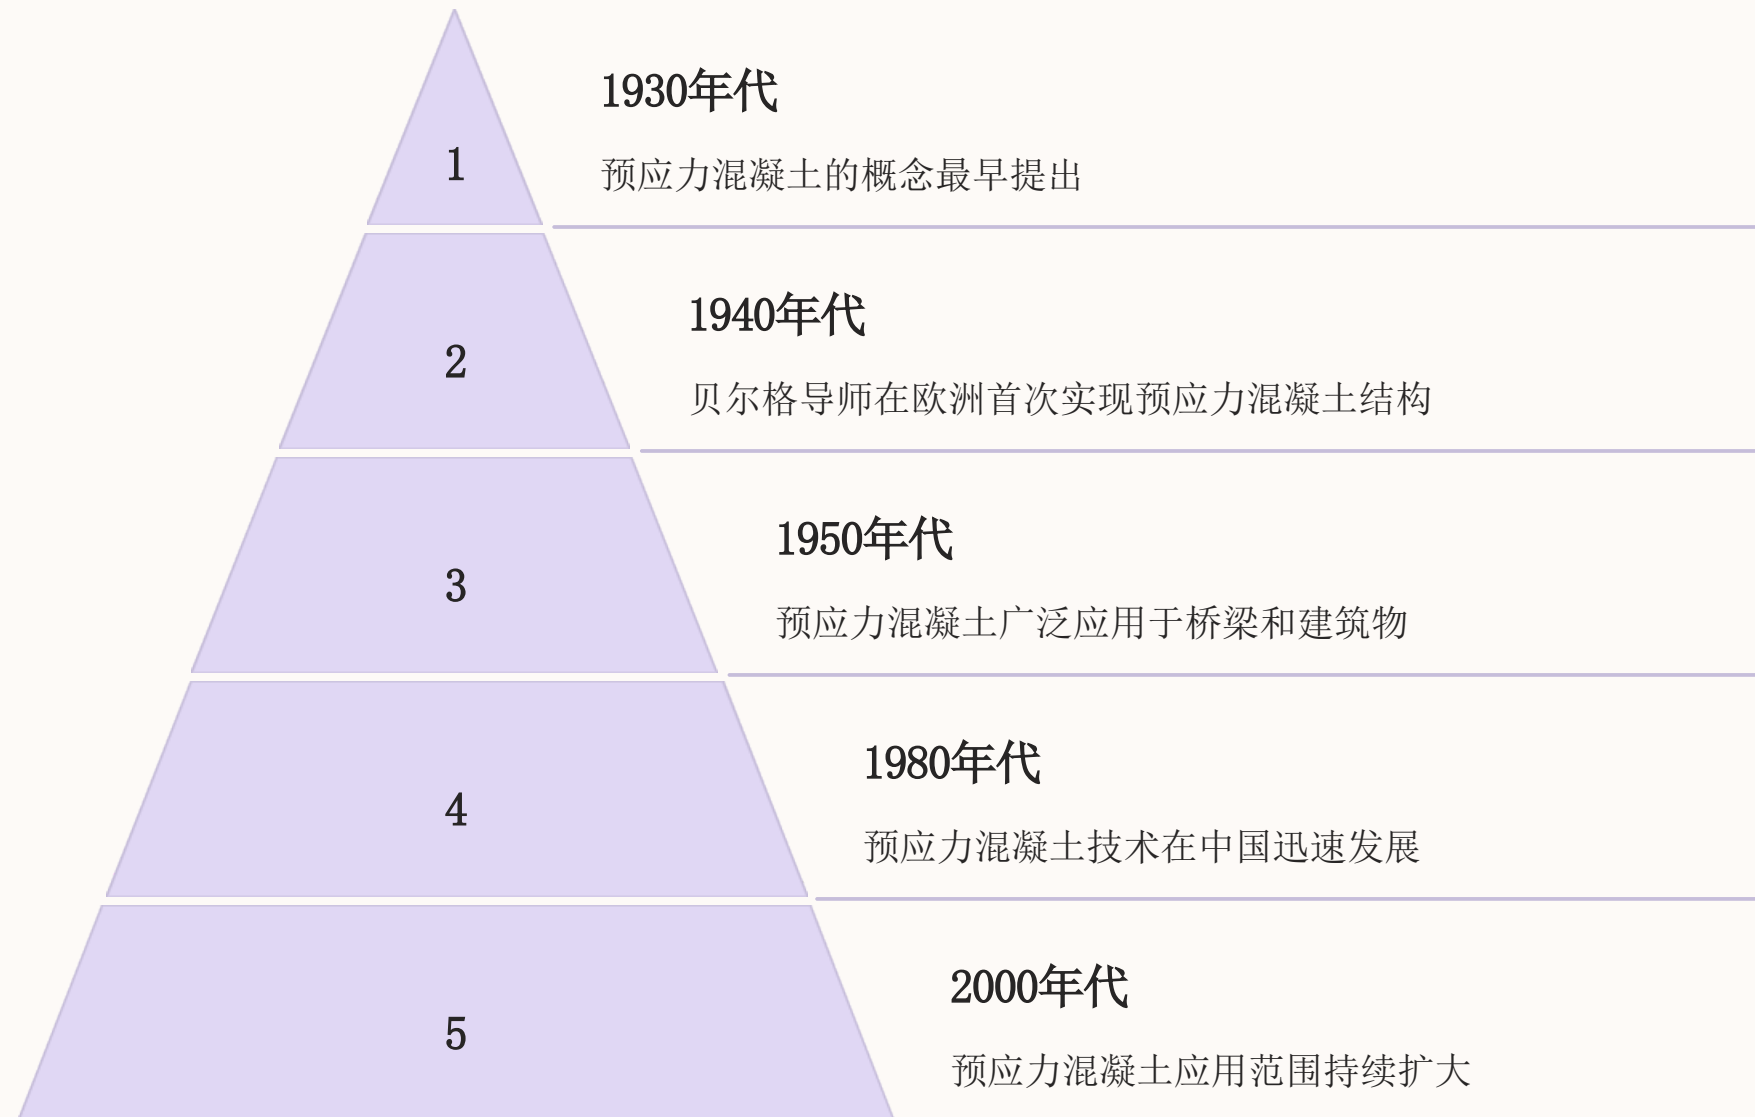 1930年代
预应力混凝土的概念最早提出
1
1940年代
贝尔格导师在欧洲首次实现预应力混凝土结构
2
1950年代
预应力混凝土广泛应用于桥梁和建筑物
3
1980年代
预应力混凝土技术在中国迅速发展
4
2000年代
预应力混凝土应用范围持续扩大
5